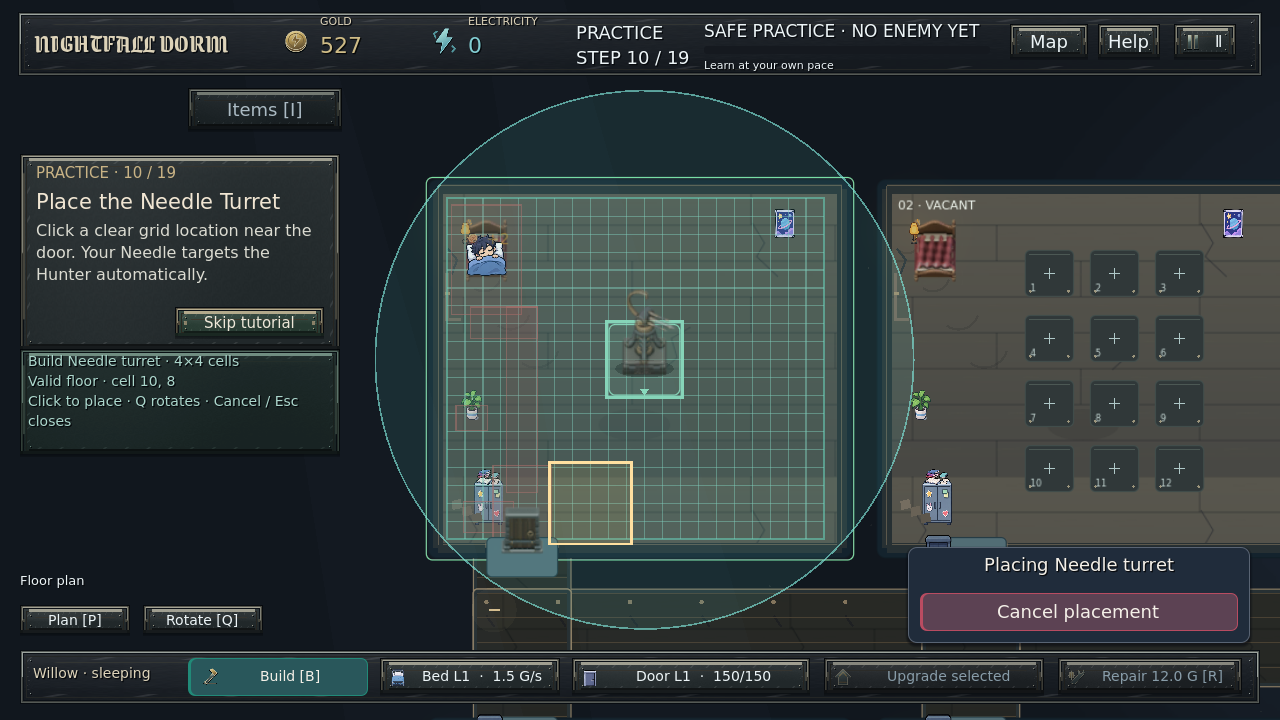 NIGHTFALL DORM
GOLD
527
ELECTRICITY
0
PRACTICE
STEP 10 / 19
SAFE PRACTICE · NO ENEMY YET
Learn at your own pace
Map
Help
Items [I]
PRACTICE · 10 / 19
Place the Needle Turret
Click a clear grid location near the
door. Your Needle targets the
Hunter automatically.
Skip tutorial
Build Needle turret · 4×4 cells
Valid floor · cell 10, 8
Click to place · Q rotates · Cancel / Esc
closes
02 · VACANT
1
2
3
4
5
6
7
8
9
10
11
12
Placing Needle turret
Cancel placement
Floor plan
Plan [P]
Rotate [Q]
Willow · sleeping
Build [B]
Bed L1 · 1.5 G/s
Door L1 · 150/150
Upgrade selected
Repair 12.0 G [R]